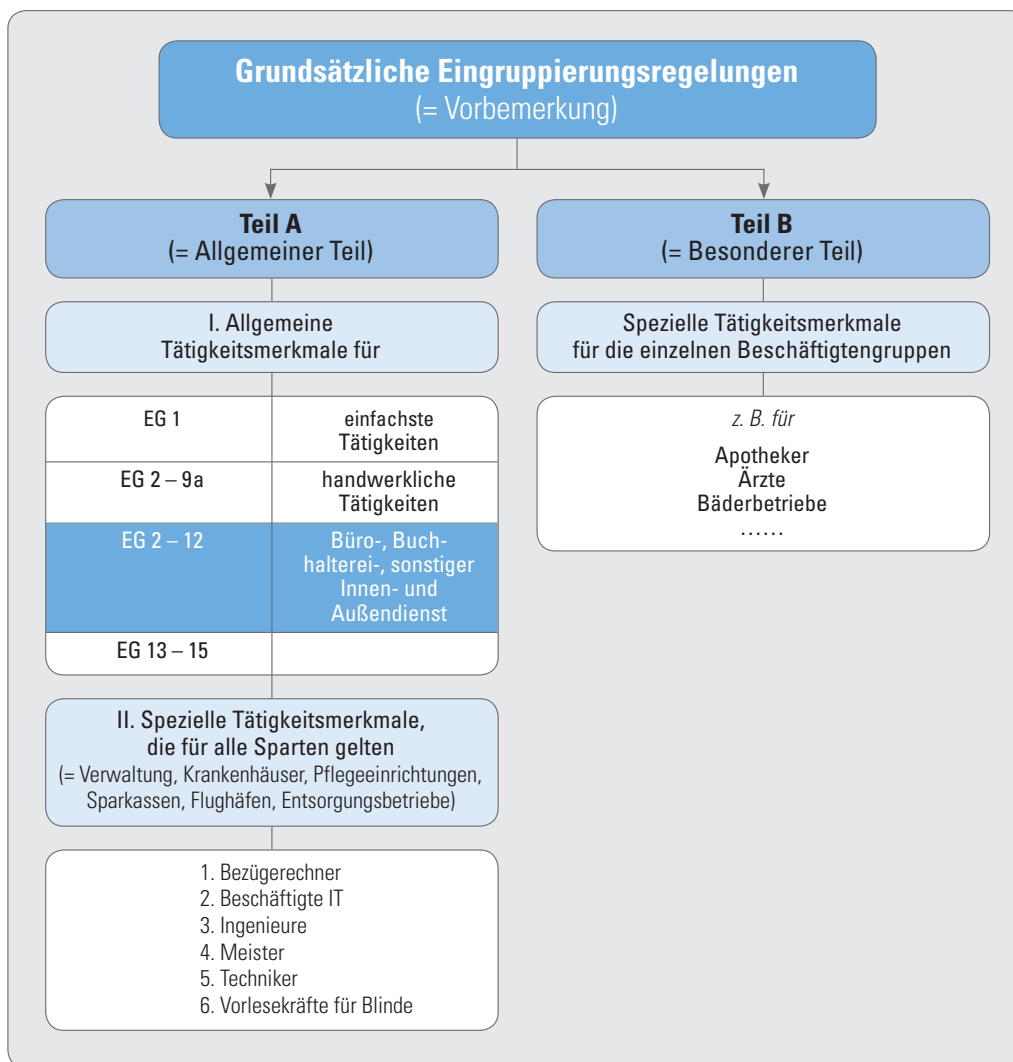 Grundsätzliche Eingruppierungsregelungen
(= Vorbemerkung)
Teil A
(= Allgemeiner Teil)
I. Allgemeine
Tätigkeitsmerkmale für
EG 1
einfachste
Tätigkeiten
EG 2 – 9a
handwerkliche
Tätigkeiten
EG 2 – 12
Büro-, Buch-
halterei-, sonstiger
Innen- und
Außendienst
EG 13 – 15
II. Spezielle Tätigkeitsmerkmale,
die für alle Sparten gelten
(= Verwaltung, Krankenhäuser, Pflegeeinrichtungen,
Sparkassen, Flughäfen, Entsorgungsbetriebe)
1. Bezügerechner
2. Beschäftigte IT
3. Ingenieure
4. Meister
5. Techniker
6. Vorlesekräfte für Blinde
Teil B
(= Besonderer Teil)
Spezielle Tätigkeitsmerkmale
für die einzelnen Beschäftigtengruppen
z. B. für
Apotheker
Ärzte
Bäderbetriebe
……